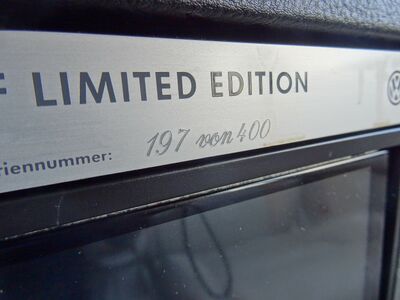 F LIMITED EDITION
riennummer: 197 von 400